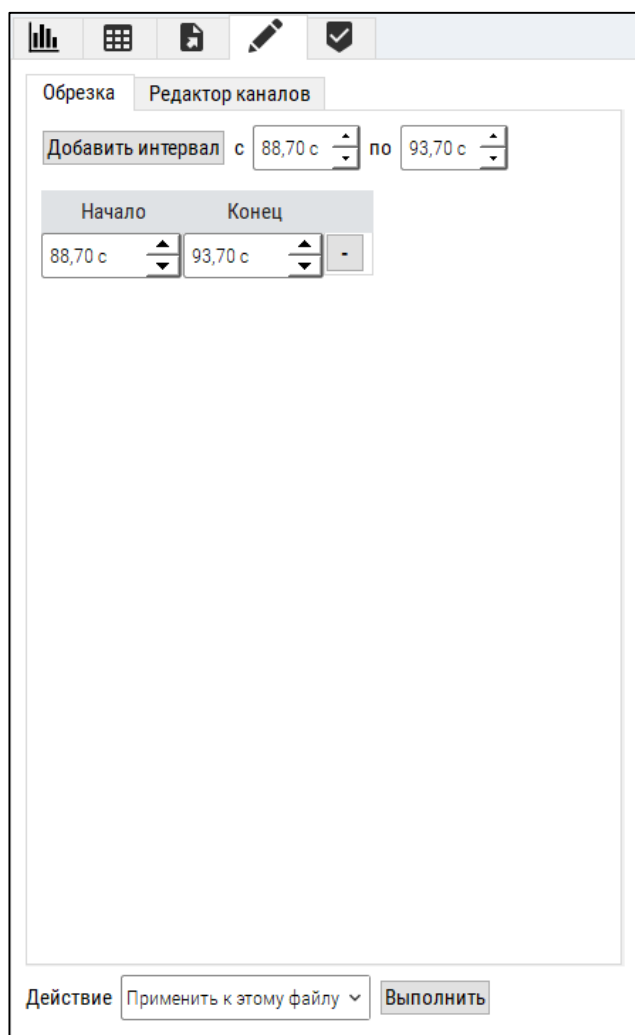 Обрезка Редактор каналов
Добавить интервал с 88,70 с по 93,70 с
Начало Конец
88,70 с 93,70 с -
Действие Применить к этому файлу Выполнить